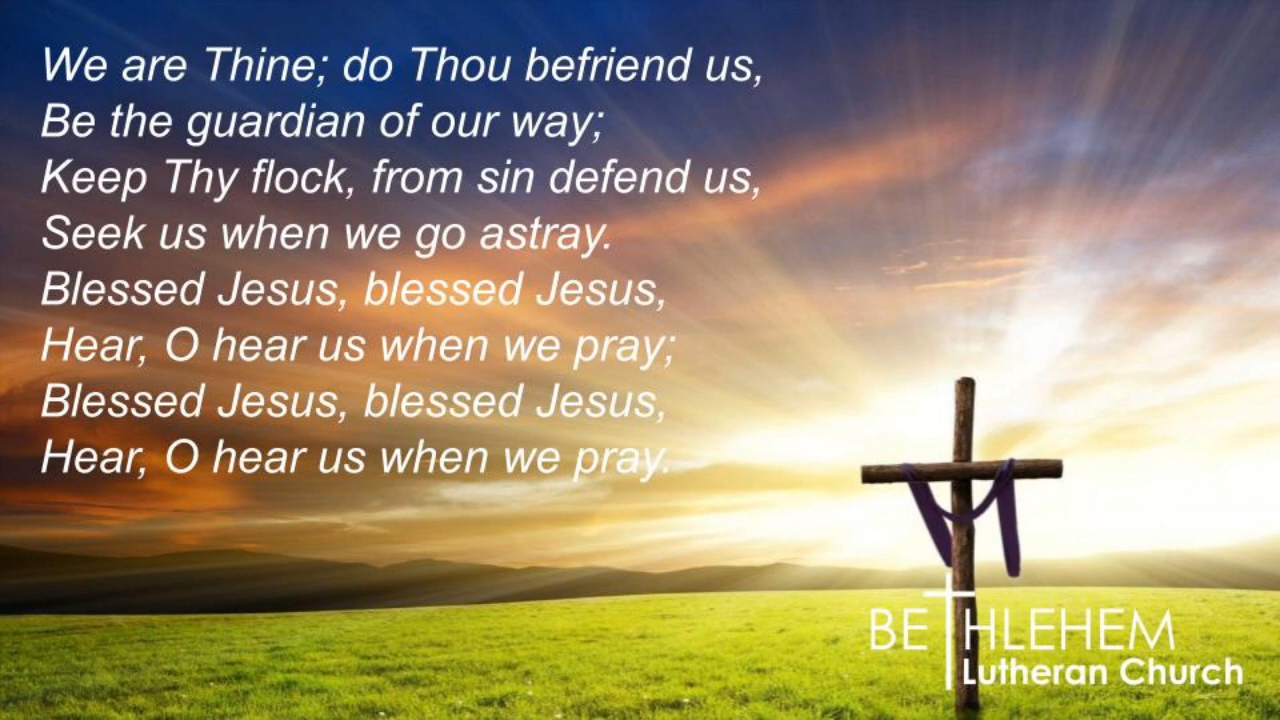 We are Thine; do Thou befriend us,
Be the guardian of our way;
Keep Thy flock, from sin defend us,
Seek us when we go astray.
Blessed Jesus, blessed Jesus,
Hear, O hear us when we pray;
Blessed Jesus, blessed Jesus,
Hear, O hear us when we pray.
BETHLEHEM
Lutheran Church